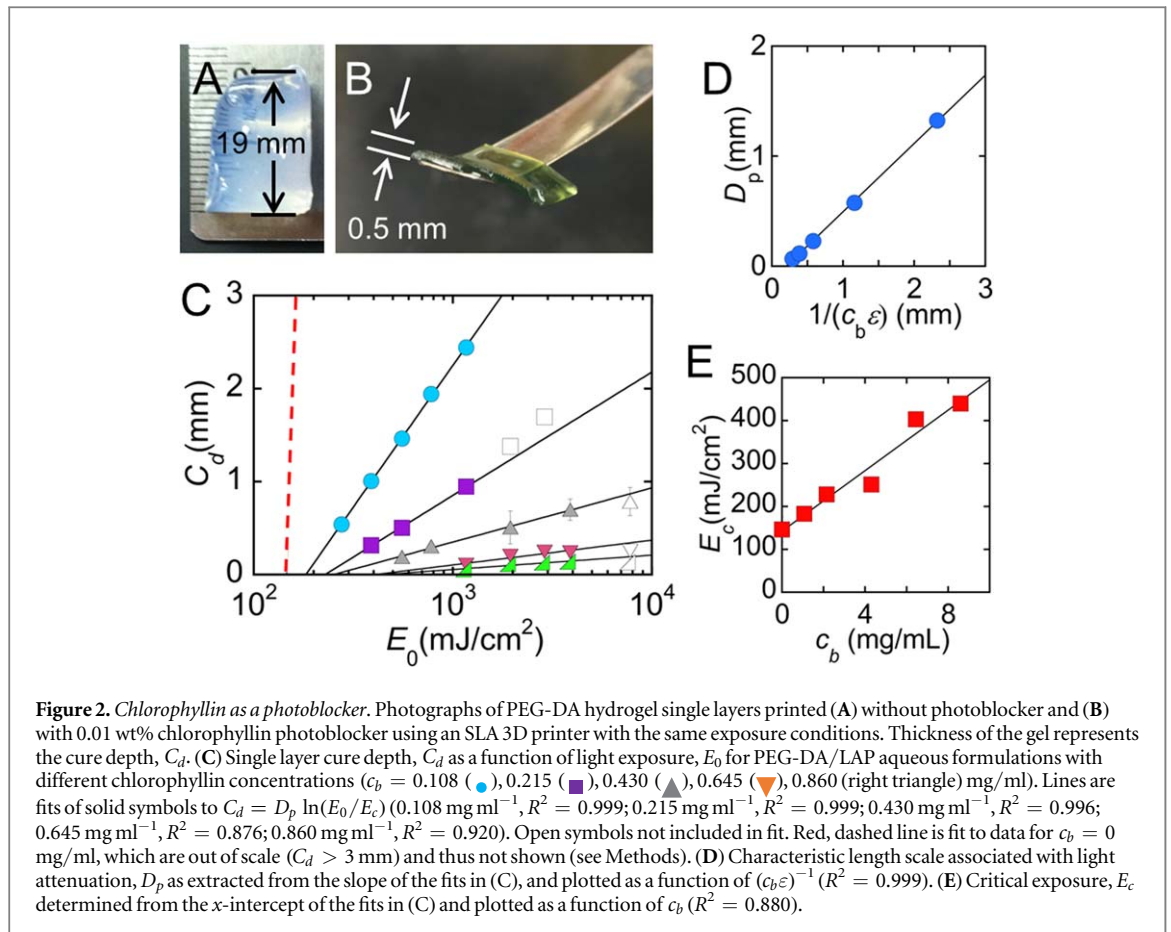 A
19 mm
B
0.5 mm
C
3
2
1
0
C_d(mm)
10^2
10^3
10^4
E_0(mJ/cm^2)
D
2
1
0
D_p(mm)
0
1
2
3
1/(c_b ε) (mm)
E
500
400
300
200
100
0
E_c(mJ/cm^2)
0
4
8
c_b (mg/mL)
Figure 2. Chlorophyllin as a photoblocker. Photographs of PEG-DA hydrogel single layers printed (A) without photoblocker and (B)
with 0.01 wt% chlorophyllin photoblocker using an SLA 3D printer with the same exposure conditions. Thickness of the gel represents
the cure depth, C_d. (C) Single layer cure depth, C_d as a function of light exposure, E_0 for PEG-DA/LAP aqueous formulations with
different chlorophyllin concentrations (c_b = 0.108 (●), 0.215 (■), 0.430 (▲), 0.645 (▼), 0.860 (right triangle) mg/ml). Lines are
fits of solid symbols to C_d = D_p ln(E_0/E_c) (0.108 mg ml^−1, R^2 = 0.999; 0.215 mg ml^−1, R^2 = 0.999; 0.430 mg ml^−1, R^2 = 0.996;
0.645 mg ml^−1, R^2 = 0.876; 0.860 mg ml^−1, R^2 = 0.920). Open symbols not included in fit. Red, dashed line is fit to data for c_b = 0
mg/ml, which are out of scale (C_d > 3 mm) and thus not shown (see Methods). (D) Characteristic length scale associated with light
attenuation, D_p as extracted from the slope of the fits in (C), and plotted as a function of (c_bε)^−1 (R^2 = 0.999). (E) Critical exposure, E_c
determined from the x-intercept of the fits in (C) and plotted as a function of c_b (R^2 = 0.880).